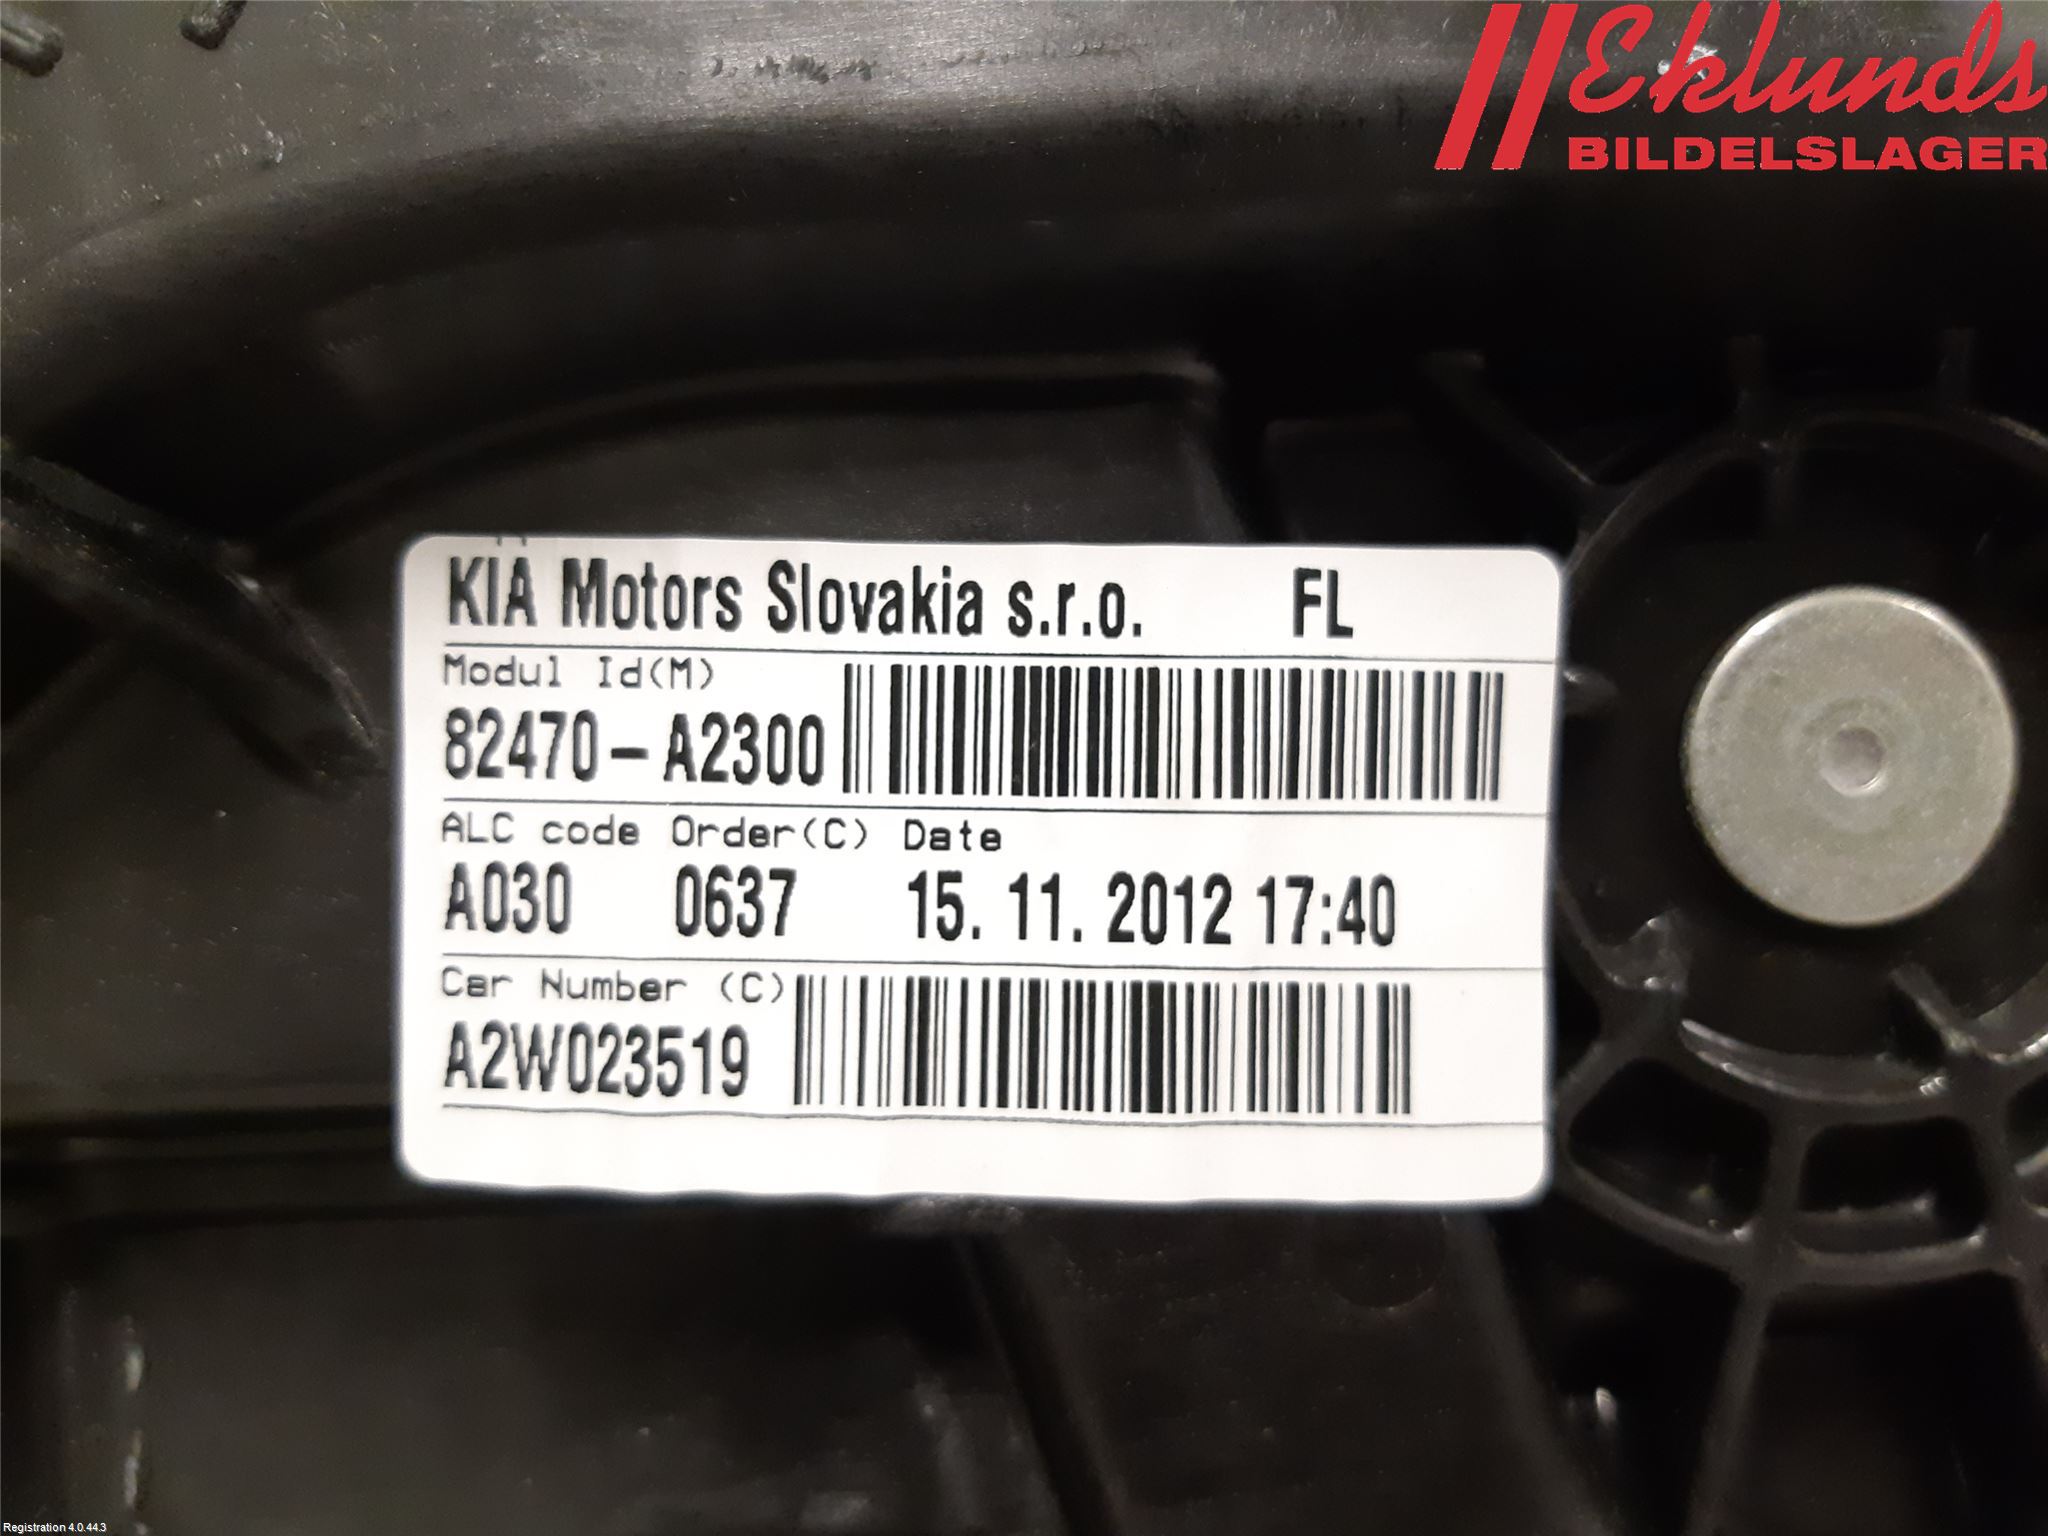 Eklunds
BILDELSLAGER
KIA Motors Slovakia s.r.o. FL
Modul Id(M)
82470-A2300
ALC code Order(C) Date
A030 0637 15. 11. 2012 17:40
Car Number (C)
A2W023519
Registration 4.0.44.3